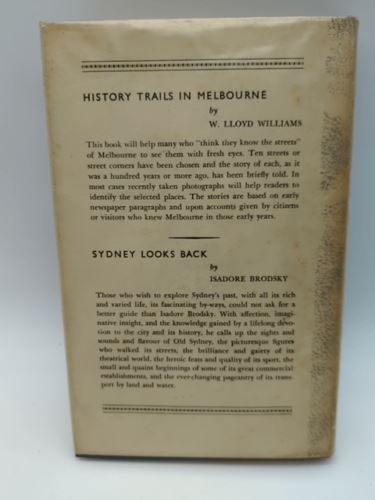 HISTORY TRAILS IN MELBOURNE
by
W. LLOYD WILLIAMS
This book will help many who "think they know the streets"
of Melbourne to see them with fresh eyes. Ten streets or
street corners have been chosen and the story of each, as it
was a hundred years or more ago, has been briefly told. In
most cases recently taken photographs will help readers to
identify the selected places. The stories are based on early
newspaper paragraphs and upon accounts given by citizens
or visitors who knew Melbourne in those early years.
SYDNEY LOOKS BACK
by
ISADORE BRODSKY
Those who wish to explore Sydney's past, with all its rich
and varied life, its fascinating by-ways, could not ask for a
better guide than Isadore Brodsky. With affection, imagi-
native insight, and the knowledge gained by a lifelong devo-
tion to the city and its history, he calls up the sights and
sounds and flavour of Old Sydney, the picturesque figures
who walked its streets, the brilliance and gaiety of its
theatrical world, the heroic feats and quality of its sport, the
small and quaint beginnings of some of its great commercial
establishments, and the ever-changing pageantry of its trans-
port by land and water.